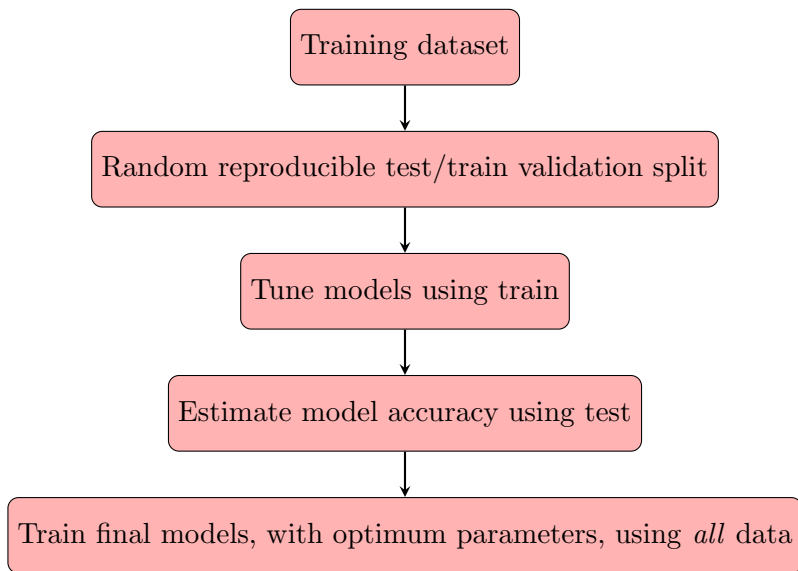 Training dataset
Random reproducible test/train validation split
Tune models using train
Estimate model accuracy using test
Train final models, with optimum parameters, using all data